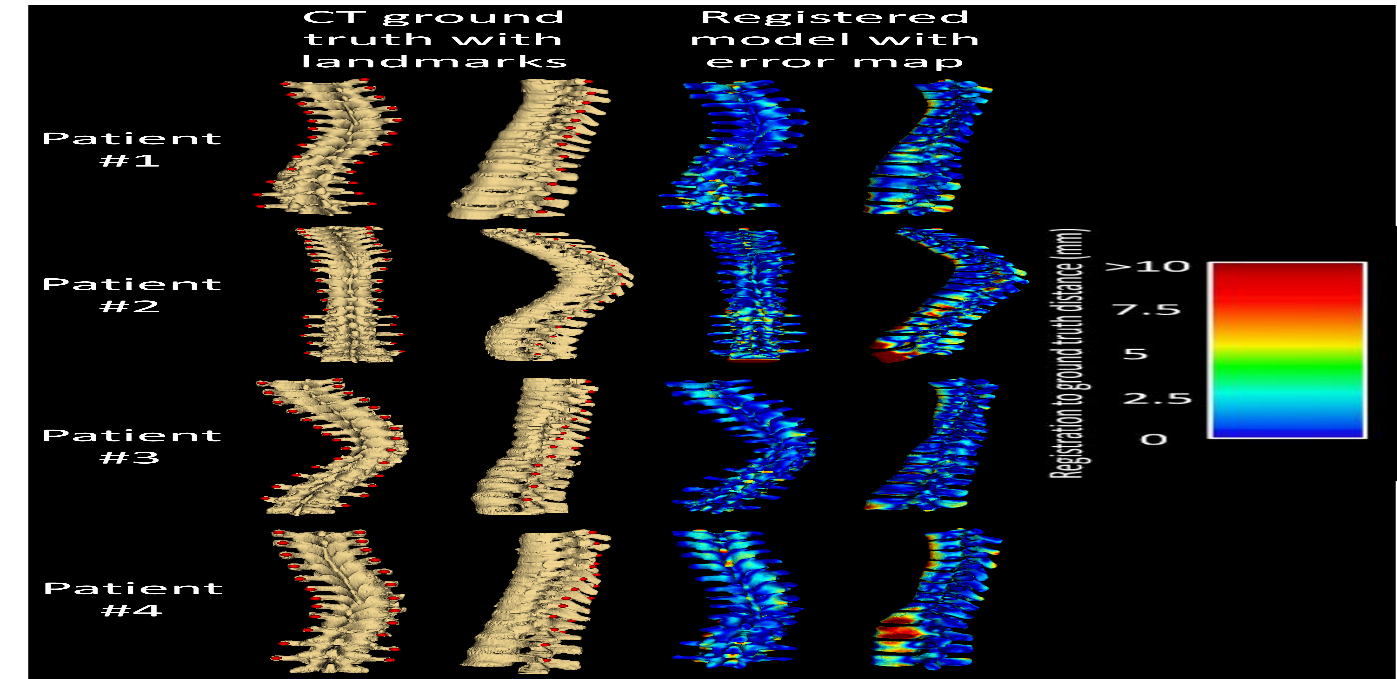 CT ground
truth with
landmarks
Registered
model with
error map
Patient
#1
Patient
#2
Patient
#3
Patient
#4
Registration to ground truth distance (mm)
>10
7.5
5
2.5
0